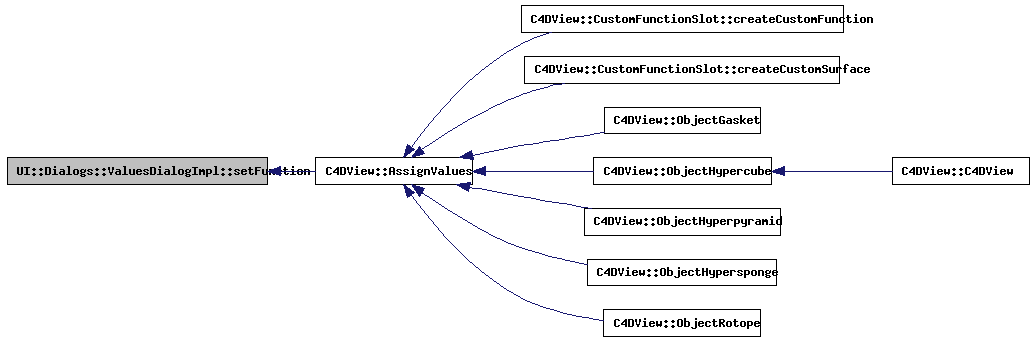 C4DView::CustomFunctionSlot::createCustomFunction
C4DView::CustomFunctionSlot::createCustomSurface
C4DView::ObjectGasket
UI::Dialogs::ValuesDialogImpl::setFunction
C4DView::AssignValues
C4DView::ObjectHypercube
C4DView::C4DView
C4DView::ObjectHyperpyramid
C4DView::ObjectHypersponge
C4DView::ObjectRotope